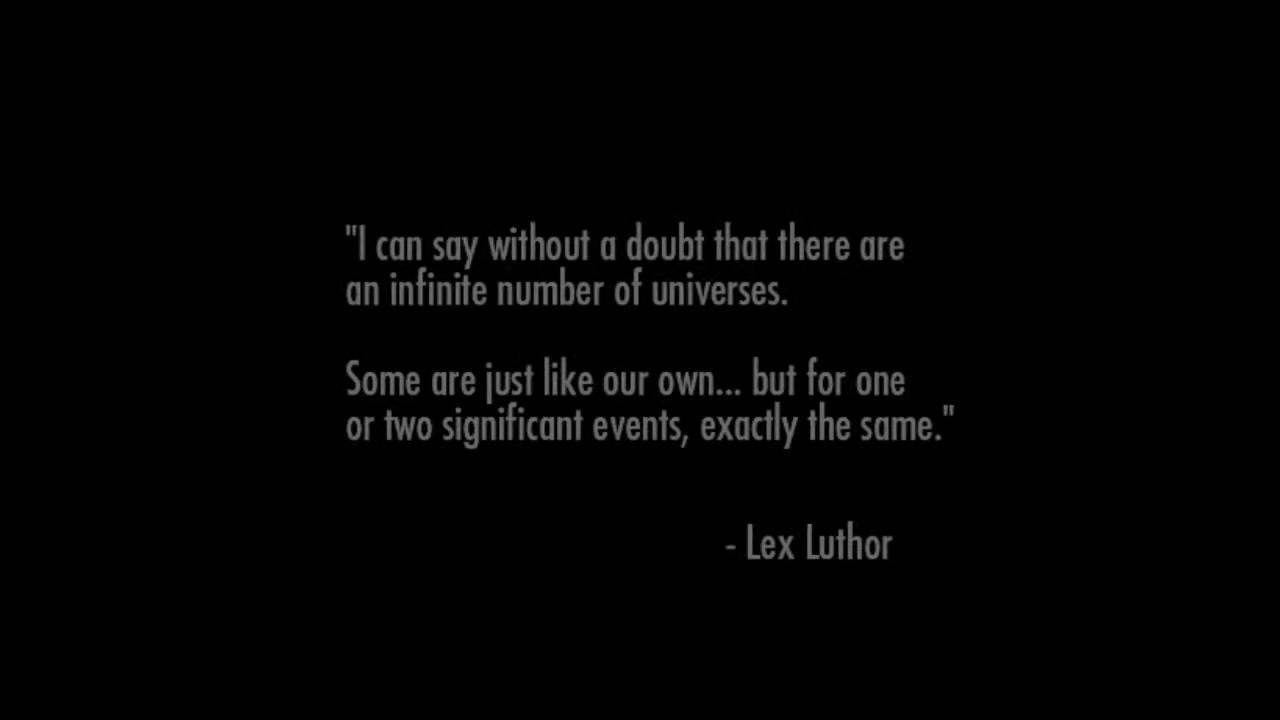 "I can say without a doubt that there are
an infinite number of universes.
Some are just like our own... but for one
or two significant events, exactly the same."
- Lex Luthor